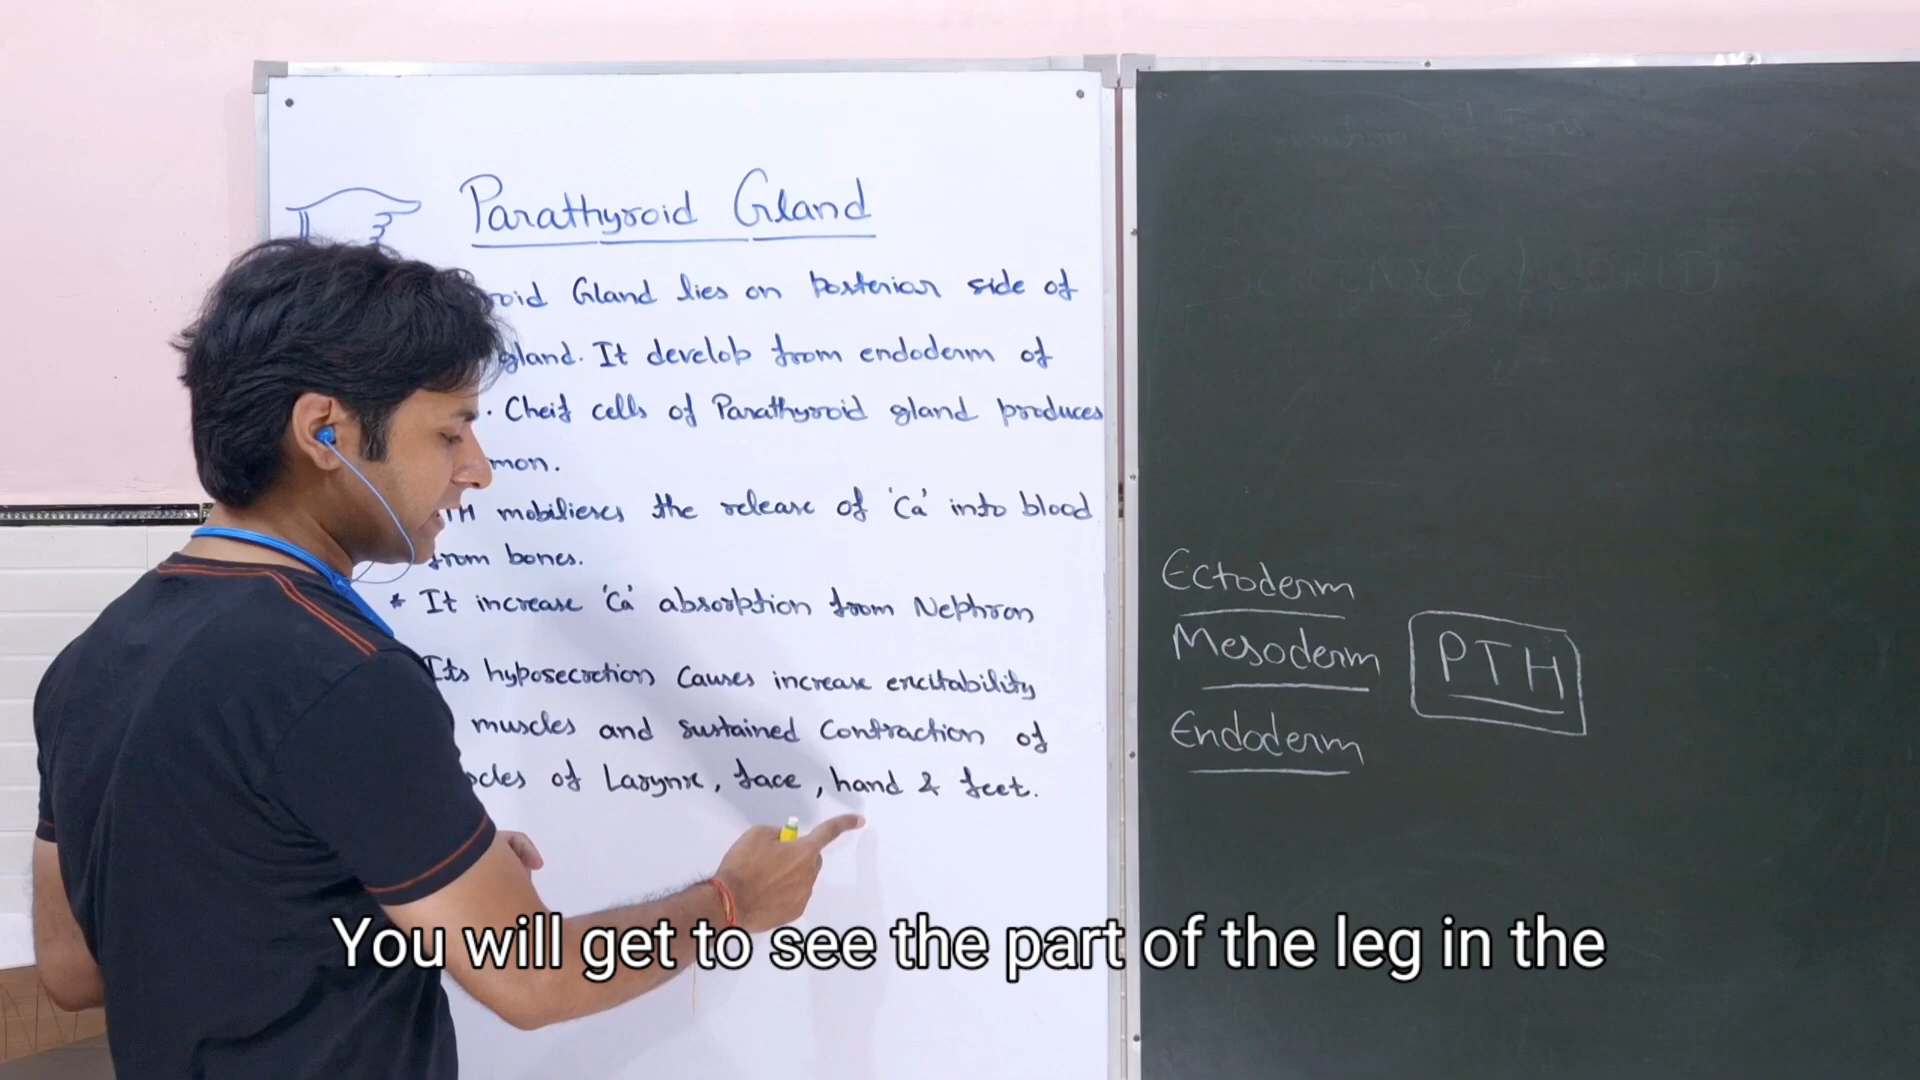 Parathyroid Gland
roid Gland lies on Posterior side of
gland. It develop from endoderm of
. Cheif cells of Parathyroid gland produces
mon.
TH mobilieses the release of 'Ca' into blood
from bones.
* It increase 'Ca' absorption from Nephron
Its hyposecretion Causes increase excitability
muscles and sustained Contraction of
scles of Larynx, face, hand & feet.
Ectoderm
Mesoderm
PTH
Endoderm
You will get to see the part of the leg in the